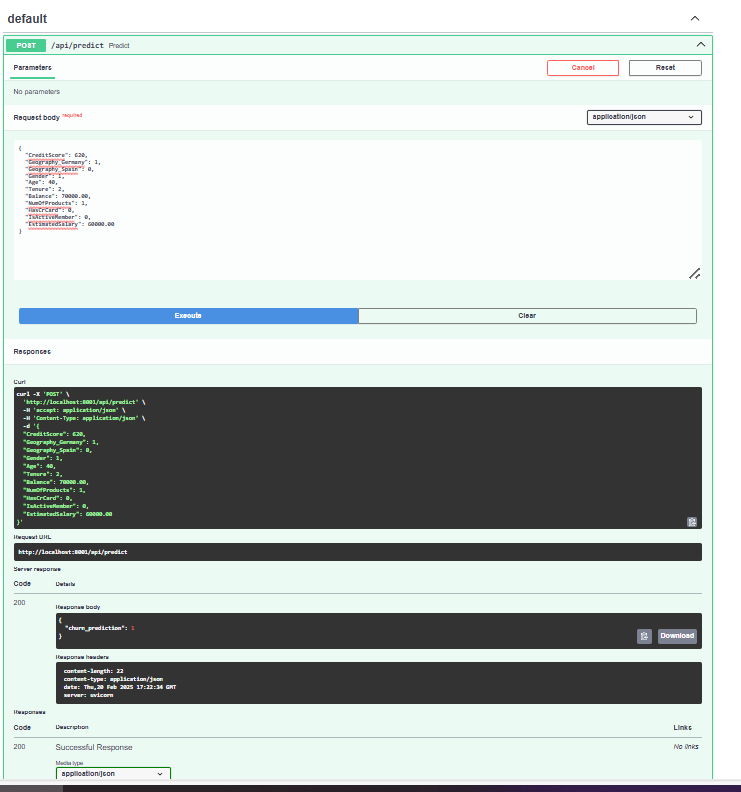 default
POST /api/predict Predict
Parameters
Cancel
Reset
No parameters
Request body required
application/json
{
"CreditScore": 620,
"Geography_Germany": 1,
"Geography_Spain": 0,
"Gender": 1,
"Age": 40,
"Tenure": 2,
"Balance": 70000.00,
"NumOfProducts": 1,
"HasCrCard": 0,
"IsActiveMember": 0,
"EstimatedSalary": 60000.00
}
Execute
Clear
Responses
Curl
curl -X 'POST' \
'http://localhost:8001/api/predict' \
-H 'accept: application/json' \
-H 'Content-Type: application/json' \
-d '{
"CreditScore": 620,
"Geography_Germany": 1,
"Geography_Spain": 0,
"Gender": 1,
"Age": 40,
"Tenure": 2,
"Balance": 70000.00,
"NumOfProducts": 1,
"HasCrCard": 0,
"IsActiveMember": 0,
"EstimatedSalary": 60000.00
}'
Request URL
http://localhost:8001/api/predict
Server response
Code Details
200
Response body
{
"churn_prediction": 1
}
Download
Response headers
content-length: 22
content-type: application/json
date: Thu,20 Feb 2025 17:22:34 GMT
server: uvicorn
Responses
Code Description Links
200 Successful Response No links
Media type
application/json